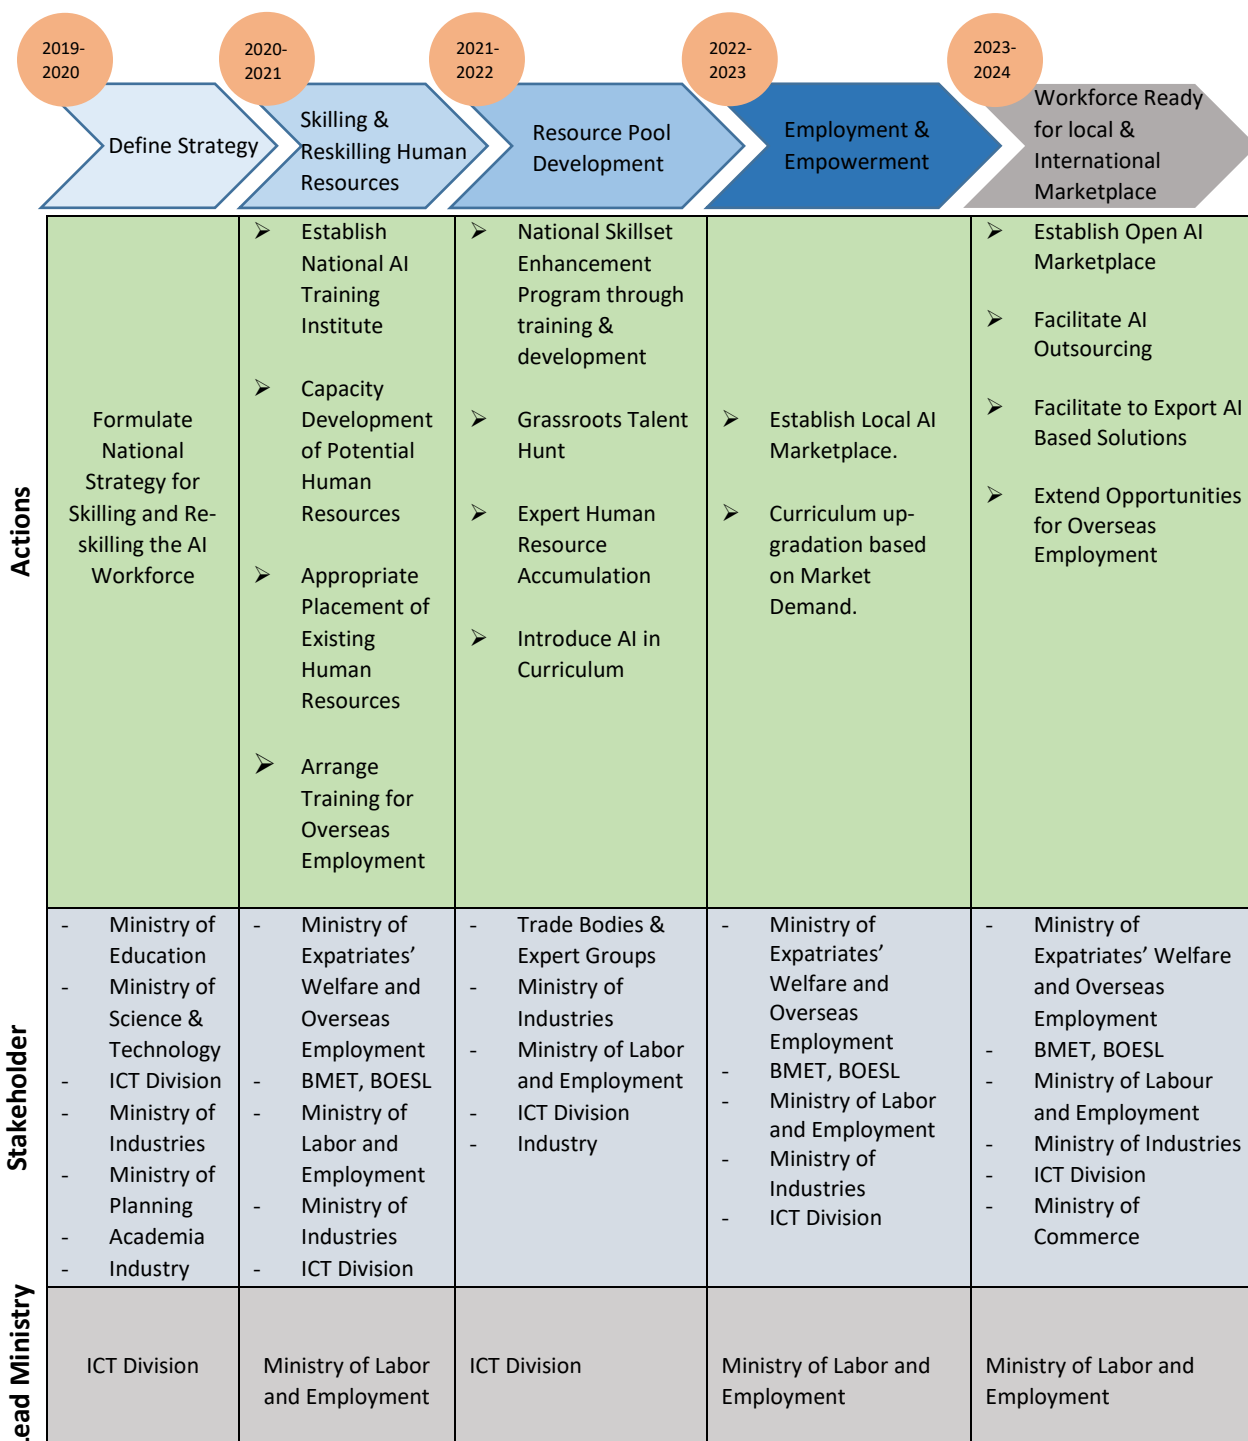 2019-
2020
2020-
2021
2021-
2022
2022-
2023
2023-
2024
Define Strategy
Skilling &
Reskilling Human
Resources
Resource Pool
Development
Employment &
Empowerment
Workforce Ready
for local &
International
Marketplace
Actions
Formulate
National
Strategy for
Skilling and Re-
skilling the AI
Workforce
➢ Establish
National AI
Training
Institute
➢ Capacity
Development
of Potential
Human
Resources
➢ Appropriate
Placement of
Existing
Human
Resources
➢ Arrange
Training for
Overseas
Employment
➢ National Skillset
Enhancement
Program through
training &
development
➢ Grassroots Talent
Hunt
➢ Expert Human
Resource
Accumulation
➢ Introduce AI in
Curriculum
➢ Establish Local AI
Marketplace.
➢ Curriculum up-
gradation based
on Market
Demand.
➢ Establish Open AI
Marketplace
➢ Facilitate AI
Outsourcing
➢ Facilitate to Export AI
Based Solutions
➢ Extend Opportunities
for Overseas
Employment
Stakeholder
- Ministry of
Education
- Ministry of
Science &
Technology
- ICT Division
- Ministry of
Industries
- Ministry of
Planning
- Academia
- Industry
- Ministry of
Expatriates’
Welfare and
Overseas
Employment
- BMET, BOESL
- Ministry of
Labor and
Employment
- Ministry of
Industries
- ICT Division
- Trade Bodies &
Expert Groups
- Ministry of
Industries
- Ministry of Labor
and Employment
- ICT Division
- Industry
- Ministry of
Expatriates’
Welfare and
Overseas
Employment
- BMET, BOESL
- Ministry of Labor
and Employment
- Ministry of
Industries
- ICT Division
- Ministry of
Expatriates’ Welfare
and Overseas
Employment
- BMET, BOESL
- Ministry of Labour
and Employment
- Ministry of Industries
- ICT Division
- Ministry of
Commerce
Lead Ministry
ICT Division
Ministry of Labor
and Employment
ICT Division
Ministry of Labor and
Employment
Ministry of Labor and
Employment